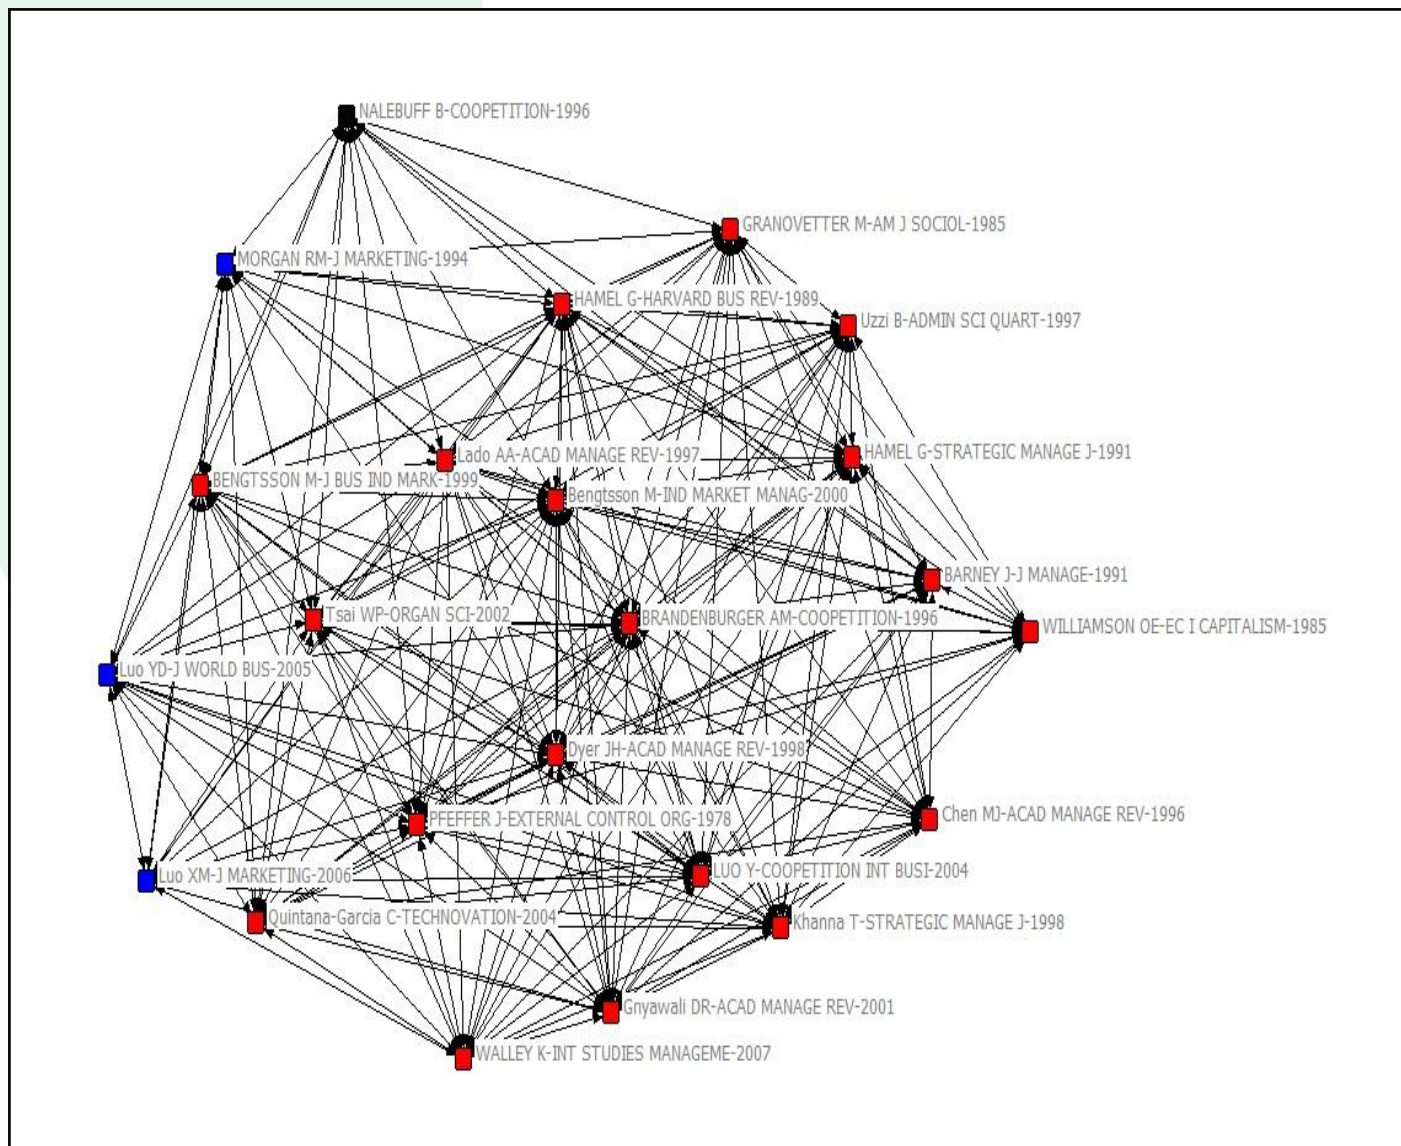 NALEBUFF B-COOPETITION-1996
GRANOVETTER M-AM J SOCIOL-1985
MORGAN RM-J MARKETING-1994
HAMEL G-HARVARD BUS REV-1989
Uzzi B-ADMIN SCI QUART-1997
Lado AA-ACAD MANAGE REV-1997
HAMEL G-STRATEGIC MANAGE J-1991
BENGTSSON M-J BUS IND MARK-1999
Bengtsson M-IND MARKET MANAG-2000
BARNEY J-J MANAGE-1991
Tsai WP-ORGAN SCI-2002
BRANDENBURGER AM-COOPETITION-1996
WILLIAMSON OE-EC I CAPITALISM-1985
Luo YD-J WORLD BUS-2005
Dyer JH-ACAD MANAGE REV-1998
PFEFFER J-EXTERNAL CONTROL ORG-1978
Chen MJ-ACAD MANAGE REV-1996
Luo XM-J MARKETING-2006
LUO Y-COOPETITION INT BUSI-2004
Quintana-Garcia C-TECHNOVATION-2004
Khanna T-STRATEGIC MANAGE J-1998
Gnyawali DR-ACAD MANAGE REV-2001
WALLEY K-INT STUDIES MANAGEME-2007